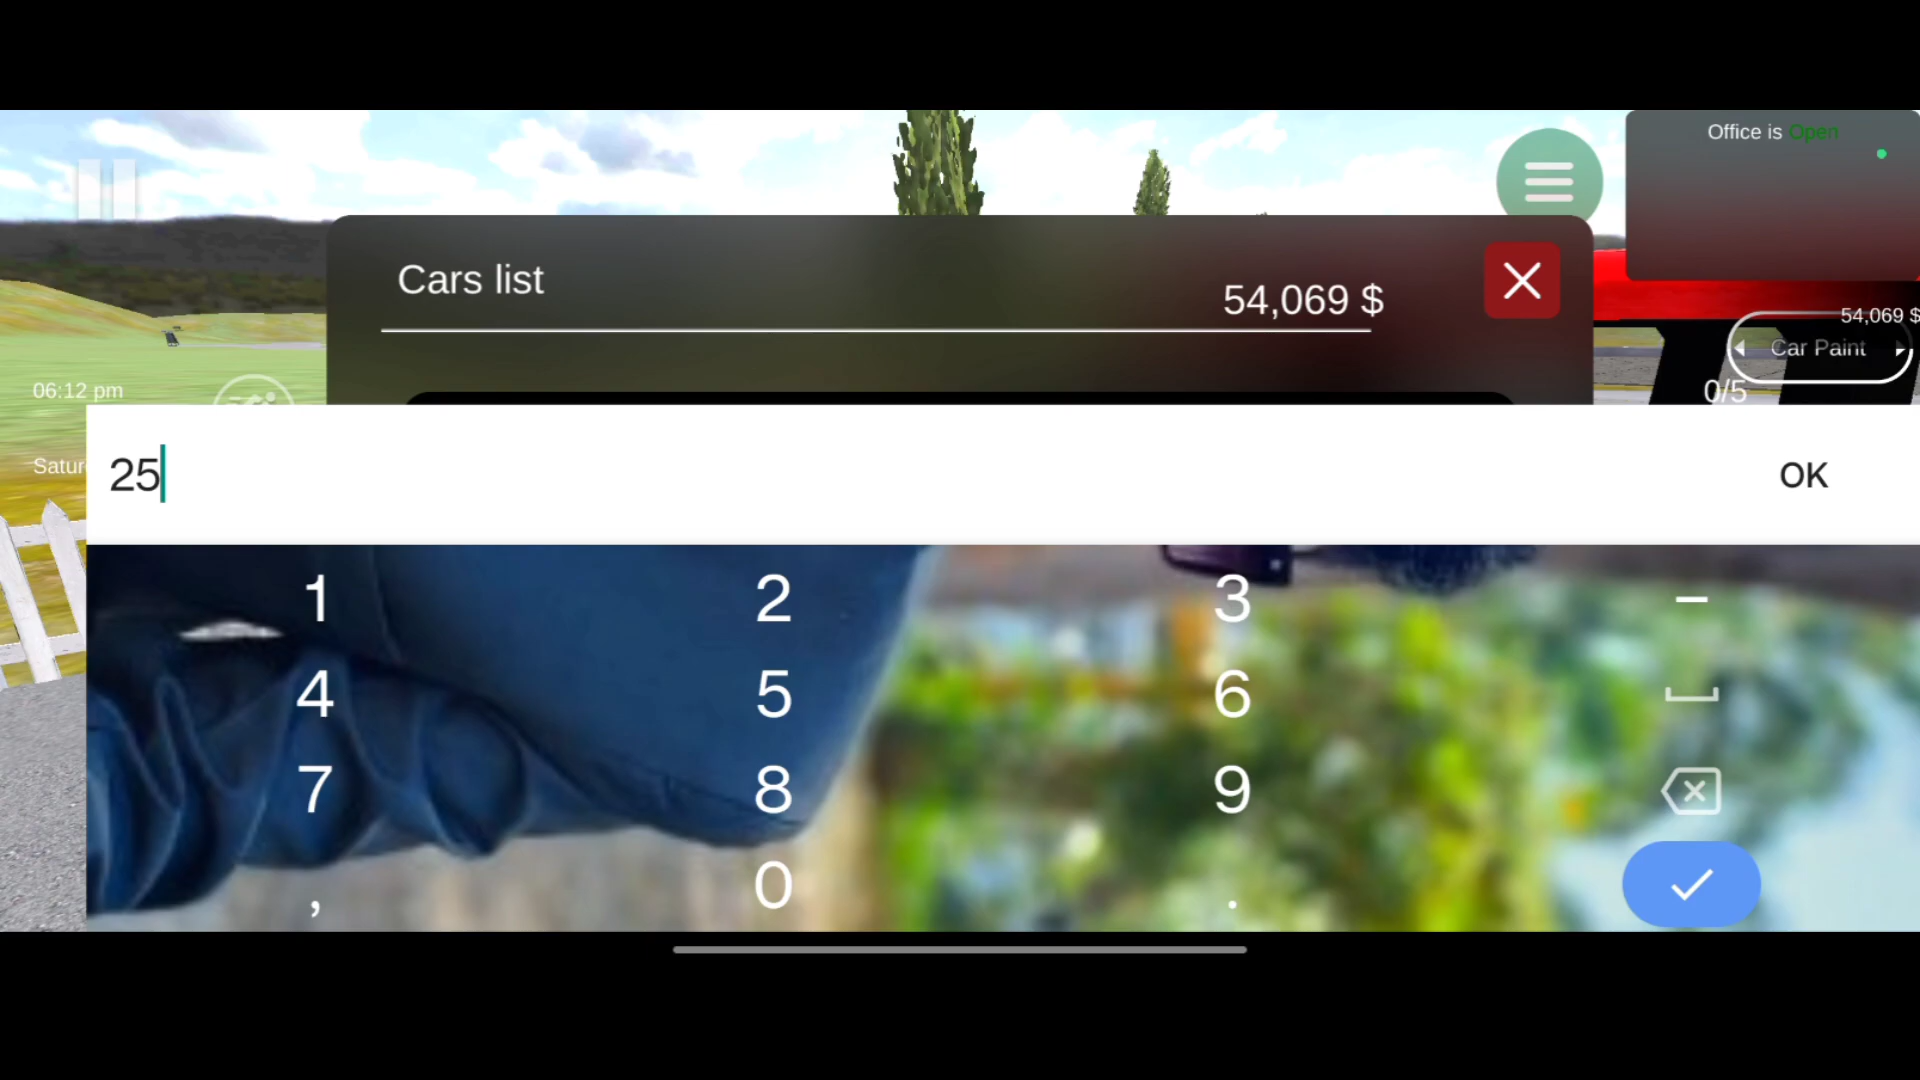 Office is Open
Cars list
54,069 $
54,069 $
Car Paint
06:12 pm
0/5
Satur
25
OK
1 2 3 –
4 5 6
7 8 9
, 0 .